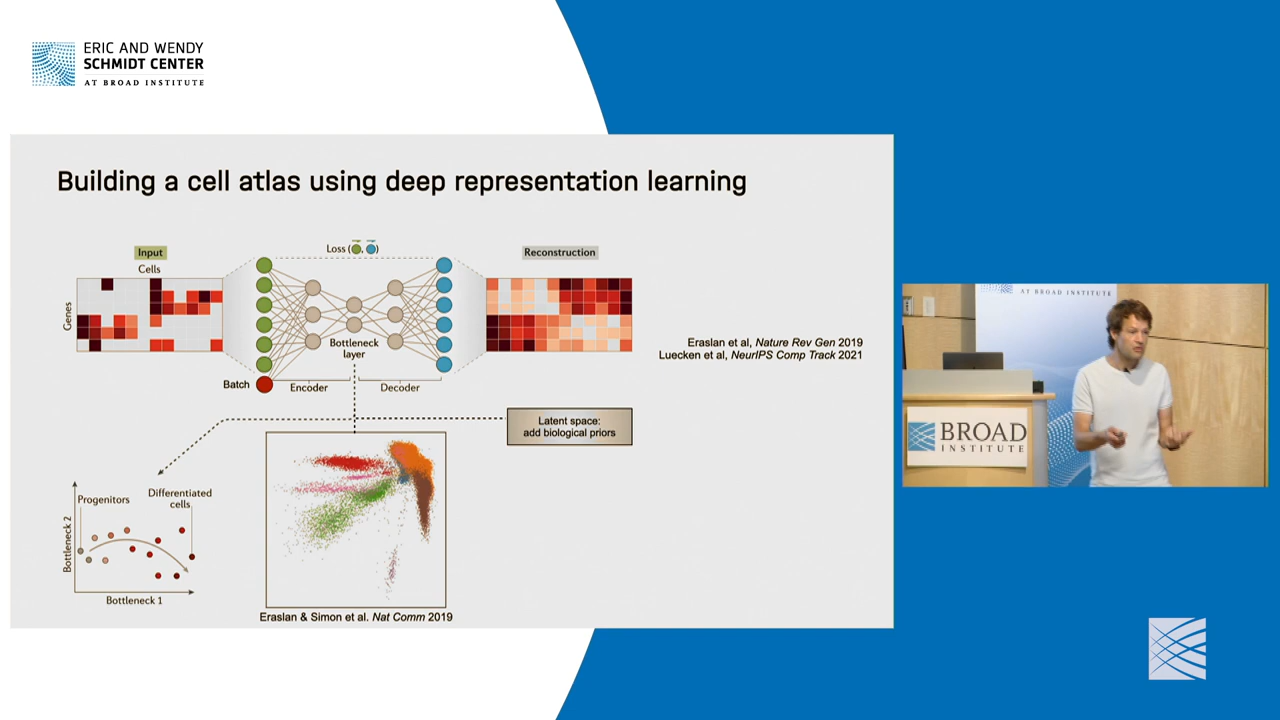 ERIC AND WENDY
SCHMIDT CENTER
AT BROAD INSTITUTE
Building a cell atlas using deep representation learning
Input
Cells
Genes
Loss ( , )
Reconstruction
Bottleneck
layer
Batch
Encoder
Decoder
Eraslan et al, Nature Rev Gen 2019
Luecken et al, NeurIPS Comp Track 2021
Latent space:
add biological priors
Progenitors
Differentiated
cells
Bottleneck 2
Bottleneck 1
Eraslan & Simon et al. Nat Comm 2019
AT BROAD INSTITUTE
BROAD
INSTITUTE